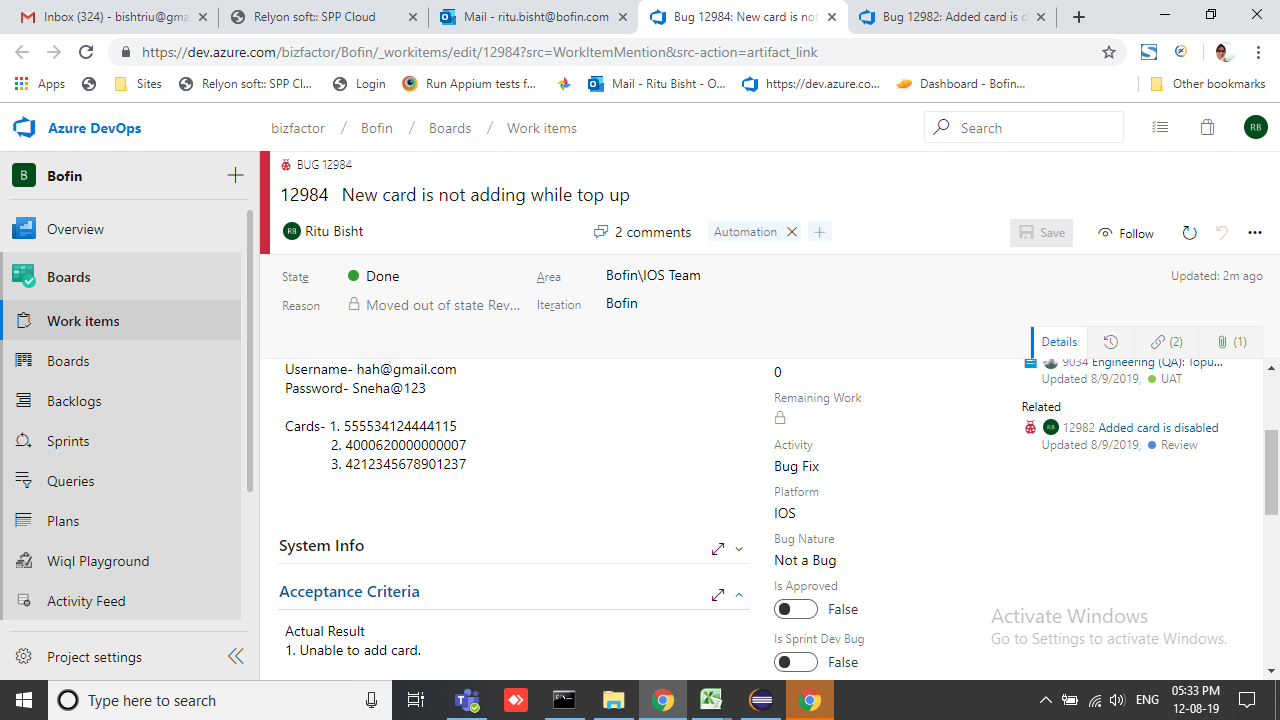 Inbox (324) - bishtriu@gma
Relyon soft:: SPP Cloud
Mail - ritu.bisht@bofin.com
Bug 12984: New card is not
Bug 12982: Added card is d
https://dev.azure.com/bizfactor/Bofin/_workitems/edit/12984?src=WorkItemMention&src-action=artifact_link
Apps
Sites
Relyon soft:: SPP Cl...
Login
Run Appium tests f...
Mail - Ritu Bisht - O...
https://dev.azure.co...
Dashboard - Bofin...
Other bookmarks
Azure DevOps
bizfactor / Bofin / Boards / Work items
Search
RB
B Bofin
Overview
Boards
Work items
Boards
Backlogs
Sprints
Queries
Plans
Wiql Playground
Activity Feed
Project settings
BUG 12984
12984 New card is not adding while top up
RB Ritu Bisht
2 comments
Automation
Save
Follow
State Done
Area Bofin\IOS Team
Updated: 2m ago
Reason Moved out of state Rev...
Iteration Bofin
Details
(2)
(1)
Username- hah@gmail.com
Password- Sneha@123
Cards- 1. 555534124444115
2. 4000620000000007
3. 4212345678901237
System Info
Acceptance Criteria
Actual Result
1. Unable to add card.
0
Remaining Work
Activity
Bug Fix
Platform
IOS
Bug Nature
Not a Bug
Is Approved
False
Is Sprint Dev Bug
False
9034 Engineering (QA): Topu...
Updated 8/9/2019, UAT
Related
RB 12982 Added card is disabled
Updated 8/9/2019, Review
Activate Windows
Go to Settings to activate Windows.
Type here to search
ENG
05:33 PM
12-08-19